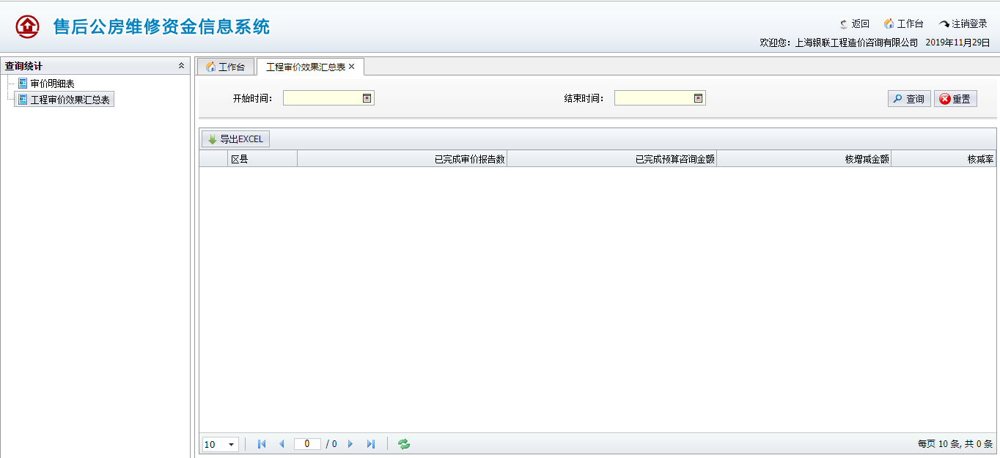 售后公房维修资金信息系统
返回 工作台 注销登录
欢迎您：上海银联工程造价咨询有限公司 2019年11月29日
查询统计
审价明细表
工程审价效果汇总表
工作台 工程审价效果汇总表
开始时间： 结束时间： 查询 重置
导出EXCEL
区县 已完成审价报告数 已完成预算咨询金额 核增减金额 核减率
10 0 / 0 每页 10 条, 共 0 条